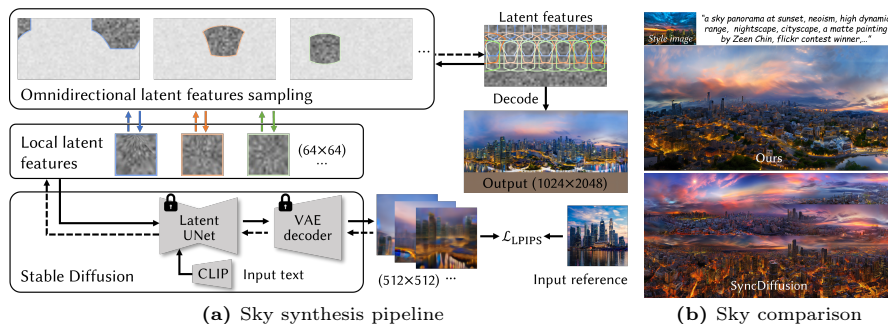 ...
Omnidirectional latent features sampling
Latent features
Decode
Output (1024×2048)
Local latent
features
(64×64)
...
Latent
UNet
VAE
decoder
CLIP
Input text
Stable Diffusion
(512×512) ...
ℒLPIPS
Input reference
(a) Sky synthesis pipeline
Style image
"a sky panorama at sunset, neoism, high dynamic
range, nightscape, cityscape, a matte painting
by Zeen Chin, flickr contest winner,..."
Ours
SyncDiffusion
(b) Sky comparison